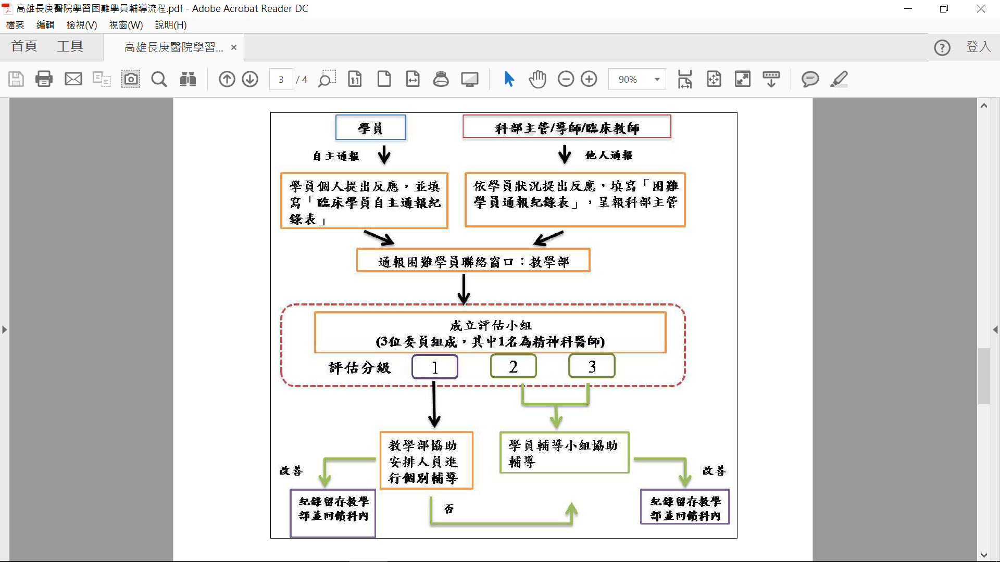 高雄長庚醫院學習困難學員輔導流程.pdf - Adobe Acrobat Reader DC
檔案 編輯 檢視(V) 視窗(W) 說明(H)
首頁 工具 高雄長庚醫院學習... × 登入
3 / 4 90%
學員
科部主管/導師/臨床教師
自主通報
他人通報
學員個人提出反應，並填
寫「臨床學員自主通報紀
錄表」
依學員狀況提出反應，填寫「困難
學員通報紀錄表」，呈報科部主管
通報困難學員聯絡窗口：教學部
成立評估小組
(3位委員組成，其中1名為精神科醫師)
評估分級 1 2 3
教學部協助
安排人員進
行個別輔導
學員輔導小組協助
輔導
改善
改善
紀錄留存教學
部並回饋科內
否
紀錄留存教學
部並回饋科內